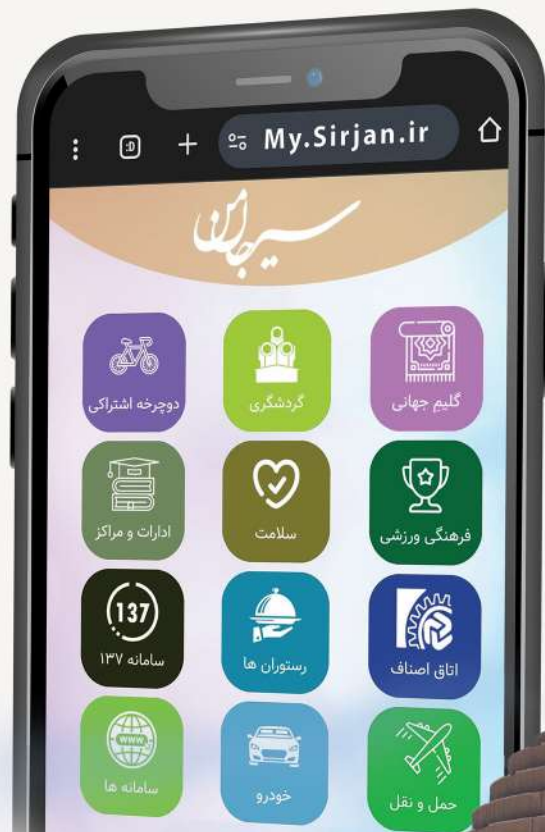 My.Sirjan.ir
سیرجان من
گلیم جهانی
گردشگری
دوچرخه اشتراکی
فرهنگی ورزشی
سلامت
ادارات و مراکز
اتاق اصناف
رستوران ها
137
سامانه ۱۳۷
حمل و نقل
خودرو
www
سامانه ها